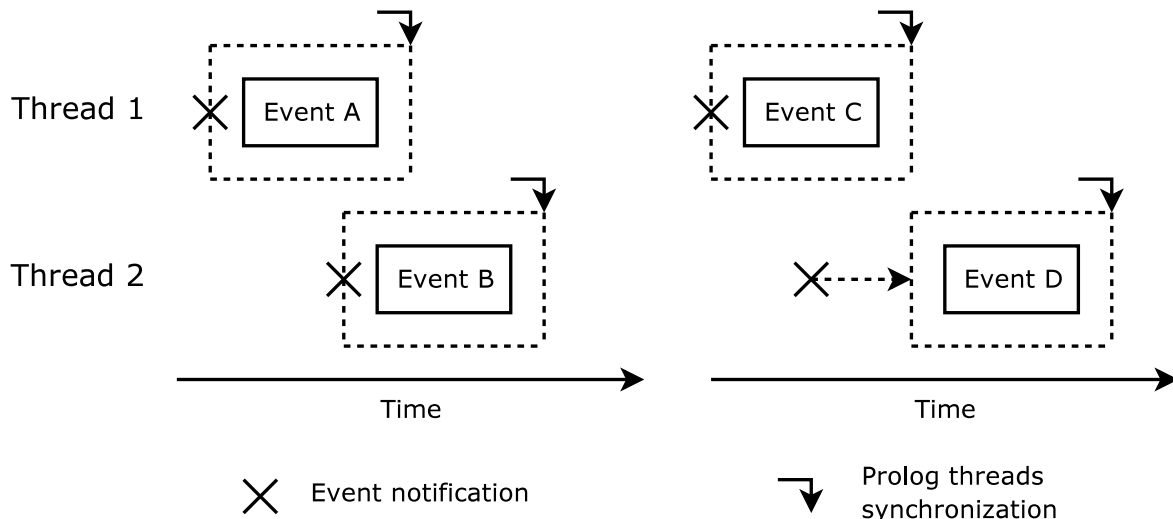 Thread 1
Event A
Event C
Thread 2
Event B
Event D
Time
Time
Event notification
Prolog threads
synchronization